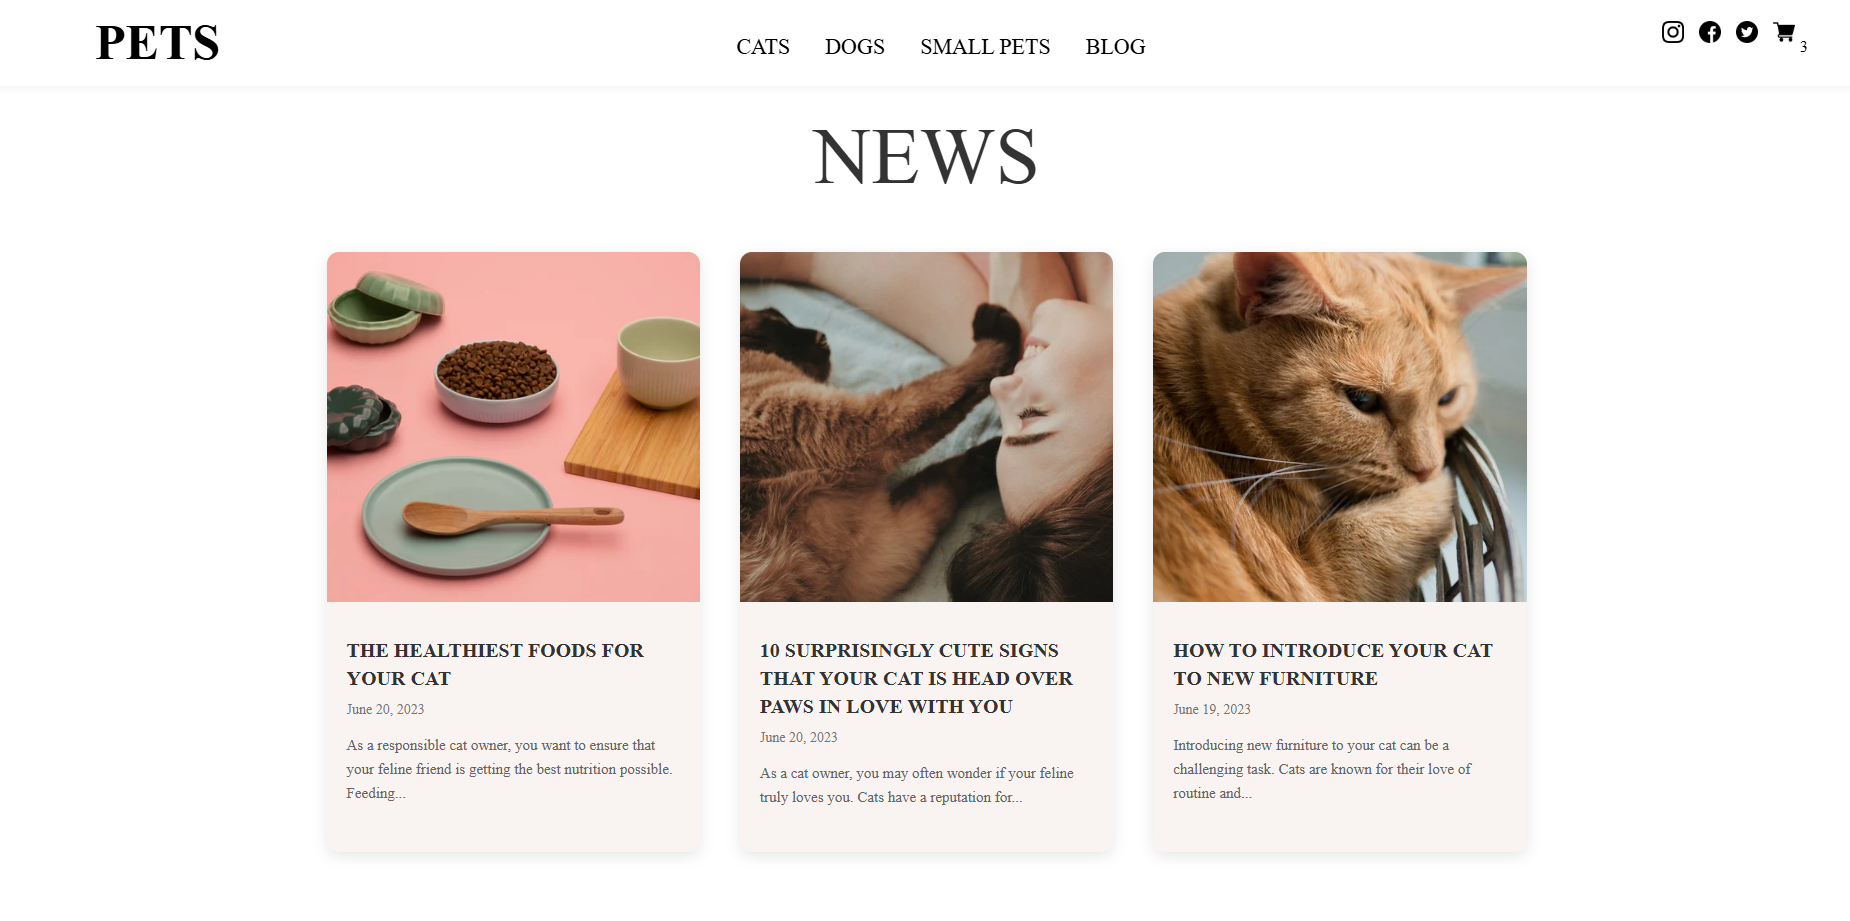 PETS
CATS DOGS SMALL PETS BLOG
3
NEWS
THE HEALTHIEST FOODS FOR
YOUR CAT
June 20, 2023
As a responsible cat owner, you want to ensure that
your feline friend is getting the best nutrition possible.
Feeding...
10 SURPRISINGLY CUTE SIGNS
THAT YOUR CAT IS HEAD OVER
PAWS IN LOVE WITH YOU
June 20, 2023
As a cat owner, you may often wonder if your feline
truly loves you. Cats have a reputation for...
HOW TO INTRODUCE YOUR CAT
TO NEW FURNITURE
June 19, 2023
Introducing new furniture to your cat can be a
challenging task. Cats are known for their love of
routine and...